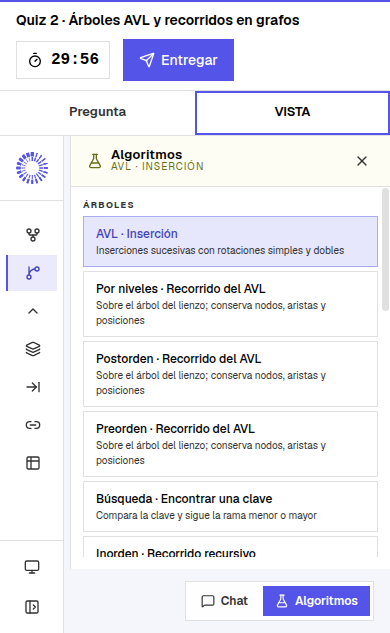 Quiz 2 · Árboles AVL y recorridos en grafos
29:56
Entregar
Pregunta
VISTA
Algoritmos
AVL · INSERCIÓN
ÁRBOLES
AVL · Inserción
Inserciones sucesivas con rotaciones simples y dobles
Por niveles · Recorrido del AVL
Sobre el árbol del lienzo; conserva nodos, aristas y
posiciones
Postorden · Recorrido del AVL
Sobre el árbol del lienzo; conserva nodos, aristas y
posiciones
Preorden · Recorrido del AVL
Sobre el árbol del lienzo; conserva nodos, aristas y
posiciones
Búsqueda · Encontrar una clave
Compara la clave y sigue la rama menor o mayor
Inorden · Recorrido recursivo
Chat
Algoritmos